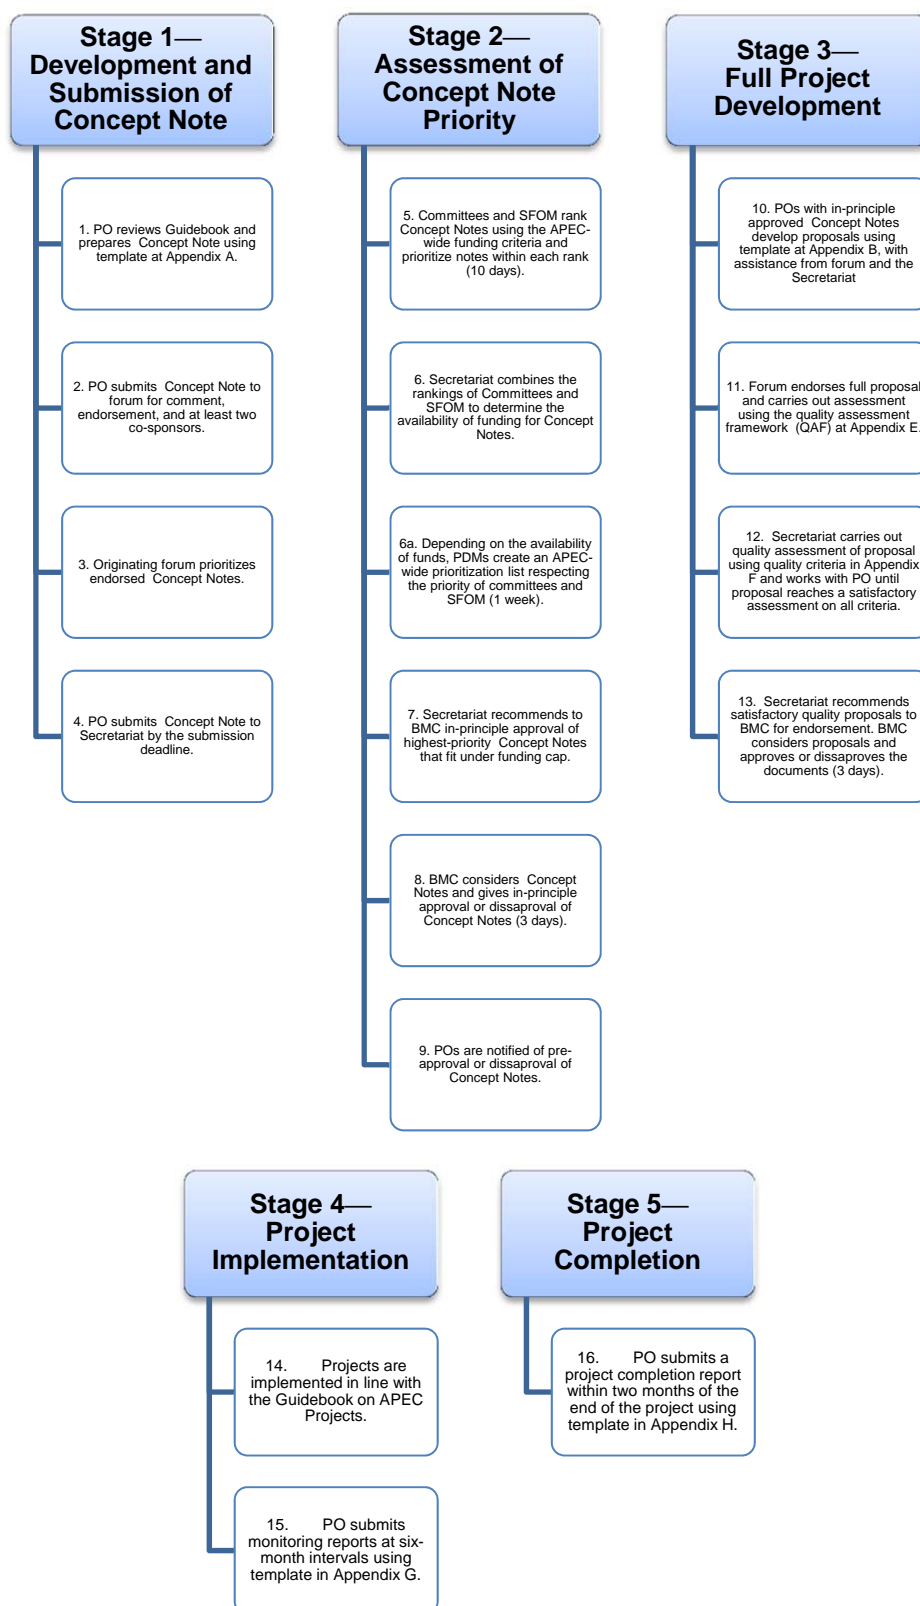 Stage 1—
Development and
Submission of
Concept Note
1. PO reviews Guidebook and
prepares Concept Note using
template at Appendix A.
2. PO submits Concept Note to
forum for comment,
endorsement, and at least two
co-sponsors.
3. Originating forum prioritizes
endorsed Concept Notes.
4. PO submits Concept Note to
Secretariat by the submission
deadline.
Stage 2—
Assessment of
Concept Note
Priority
5. Committees and SFOM rank
Concept Notes using the APEC-
wide funding criteria and
prioritize notes within each rank
(10 days).
6. Secretariat combines the
rankings of Committees and
SFOM to determine the
availability of funding for Concept
Notes.
6a. Depending on the availability
of funds, PDMs create an APEC-
wide prioritization list respecting
the priority of committees and
SFOM (1 week).
7. Secretariat recommends to
BMC in-principle approval of
highest-priority Concept Notes
that fit under funding cap.
8. BMC considers Concept
Notes and gives in-principle
approval or dissaproval of
Concept Notes (3 days).
9. POs are notified of pre-
approval or dissaproval of
Concept Notes.
Stage 3—
Full Project
Development
10. POs with in-principle
approved Concept Notes
develop proposals using
template at Appendix B, with
assistance from forum and the
Secretariat
11. Forum endorses full proposal
and carries out assessment
using the quality assessment
framework (QAF) at Appendix E.
12. Secretariat carries out
quality assessment of proposal
using quality criteria in Appendix
F and works with PO until
proposal reaches a satisfactory
assessment on all criteria.
13. Secretariat recommends
satisfactory quality proposals to
BMC for endorsement. BMC
considers proposals and
approves or dissaproves the
documents (3 days).
Stage 4—
Project
Implementation
14. Projects are
implemented in line with
the Guidebook on APEC
Projects.
15. PO submits
monitoring reports at six-
month intervals using
template in Appendix G.
Stage 5—
Project
Completion
16. PO submits a
project completion report
within two months of the
end of the project using
template in Appendix H.